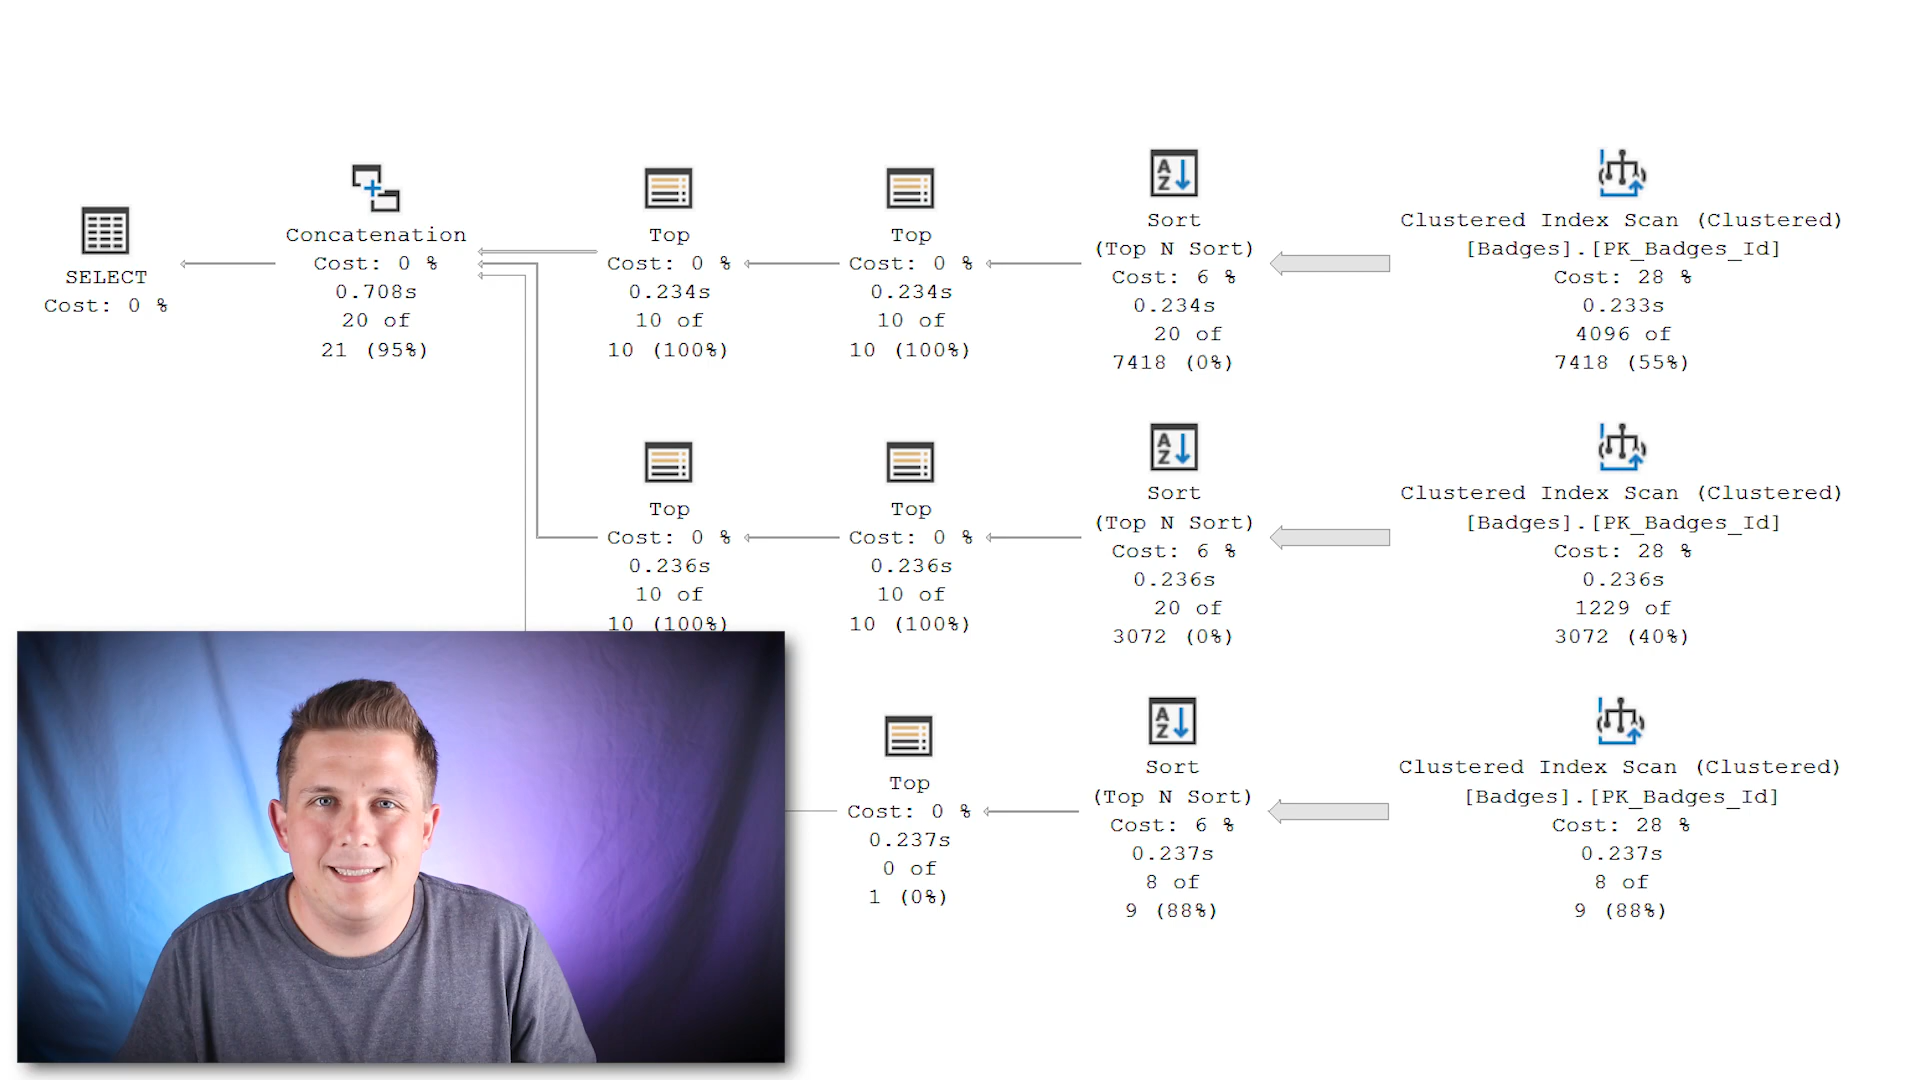 SELECT
Cost: 0 %
Concatenation
Cost: 0 %
0.708s
20 of
21 (95%)
Top
Cost: 0 %
0.234s
10 of
10 (100%)
Top
Cost: 0 %
0.234s
10 of
10 (100%)
A
Z
Sort
(Top N Sort)
Cost: 6 %
0.234s
20 of
7418 (0%)
Clustered Index Scan (Clustered)
[Badges].[PK_Badges_Id]
Cost: 28 %
0.233s
4096 of
7418 (55%)
Top
Cost: 0 %
0.236s
10 of
10 (100%)
Top
Cost: 0 %
0.236s
10 of
10 (100%)
A
Z
Sort
(Top N Sort)
Cost: 6 %
0.236s
20 of
3072 (0%)
Clustered Index Scan (Clustered)
[Badges].[PK_Badges_Id]
Cost: 28 %
0.236s
1229 of
3072 (40%)
Top
Cost: 0 %
0.237s
0 of
1 (0%)
A
Z
Sort
(Top N Sort)
Cost: 6 %
0.237s
8 of
9 (88%)
Clustered Index Scan (Clustered)
[Badges].[PK_Badges_Id]
Cost: 28 %
0.237s
8 of
9 (88%)